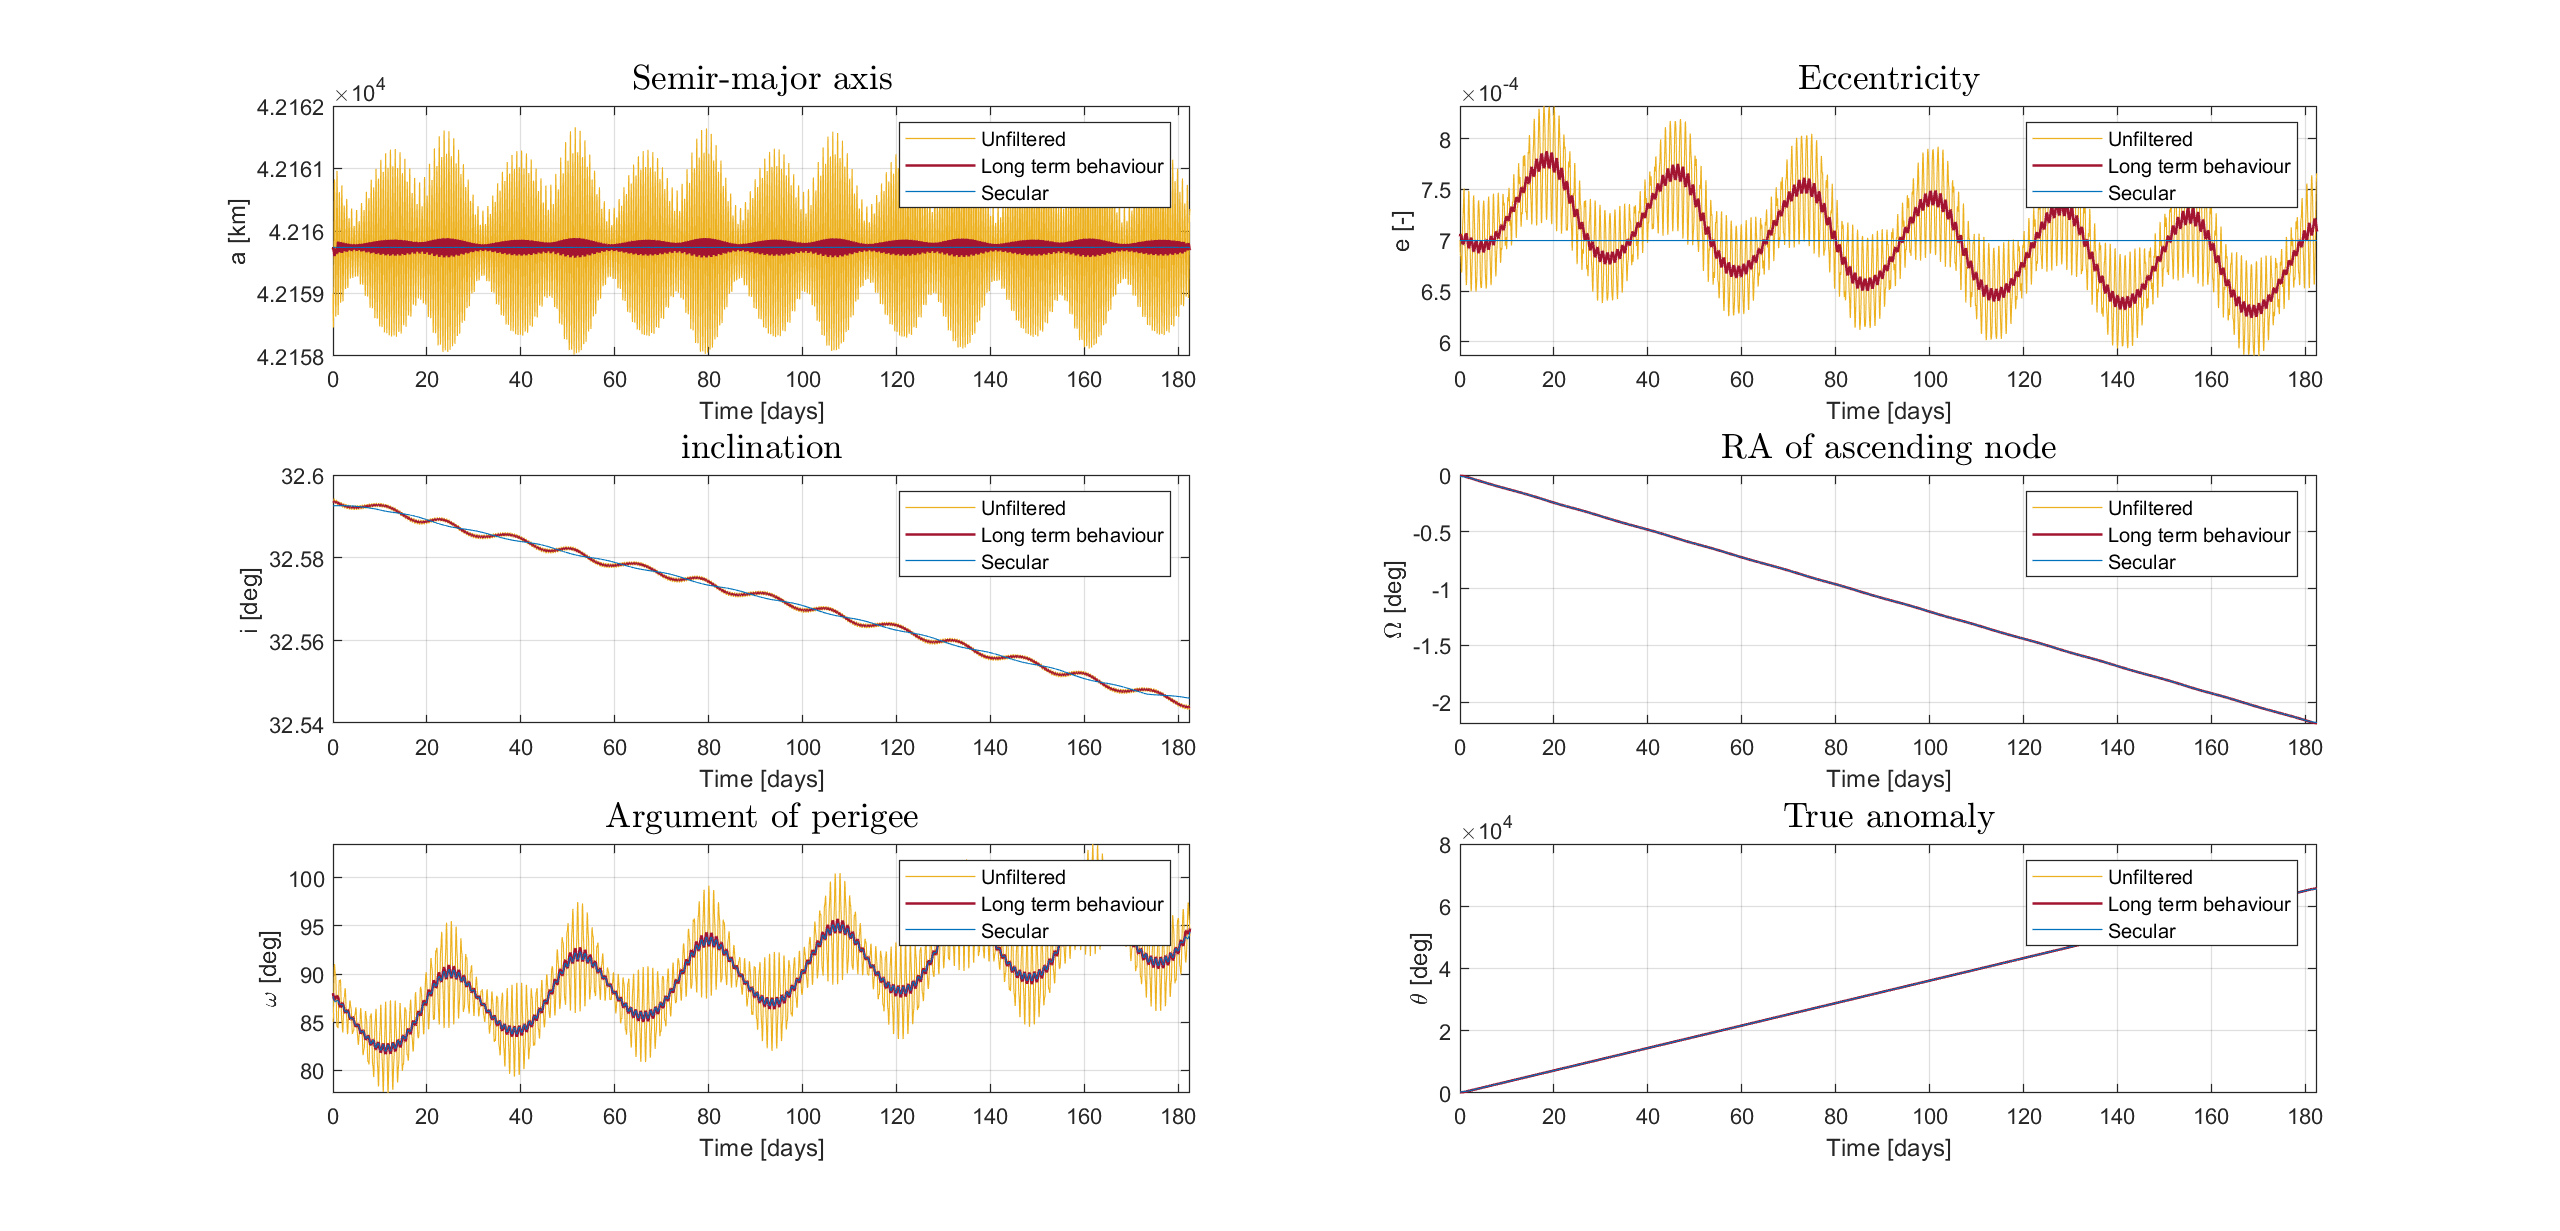 Semir-major axis
×10⁴
4.2162
4.2161
4.216
4.2159
4.2158
a [km]
Unfiltered
Long term behaviour
Secular
0 20 40 60 80 100 120 140 160 180
Time [days]
Eccentricity
×10⁻⁴
8
7.5
7
6.5
6
e [-]
Unfiltered
Long term behaviour
Secular
0 20 40 60 80 100 120 140 160 180
Time [days]
inclination
32.6
32.58
32.56
32.54
i [deg]
Unfiltered
Long term behaviour
Secular
0 20 40 60 80 100 120 140 160 180
Time [days]
RA of ascending node
0
-0.5
-1
-1.5
-2
Ω [deg]
Unfiltered
Long term behaviour
Secular
0 20 40 60 80 100 120 140 160 180
Time [days]
Argument of perigee
100
95
90
85
80
ω [deg]
Unfiltered
Long term behaviour
Secular
0 20 40 60 80 100 120 140 160 180
Time [days]
True anomaly
×10⁴
8
6
4
2
0
θ [deg]
Unfiltered
Long term behaviour
Secular
0 20 40 60 80 100 120 140 160 180
Time [days]